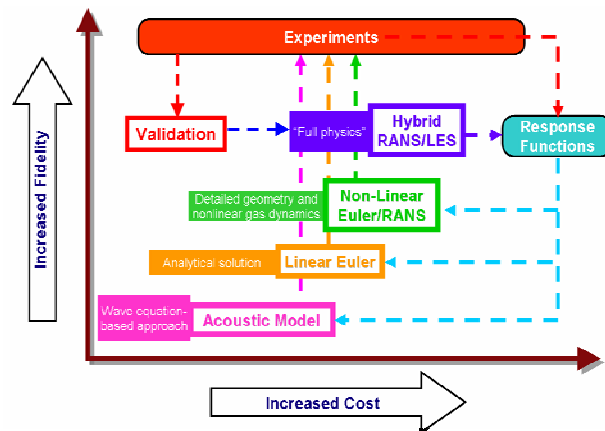 Experiments
Increased Fidelity
Validation
"Full physics"
Hybrid
RANS/LES
Response
Functions
Detailed geometry and
nonlinear gas dynamics
Non-Linear
Euler/RANS
Analytical solution
Linear Euler
Wave equation-
based approach
Acoustic Model
Increased Cost